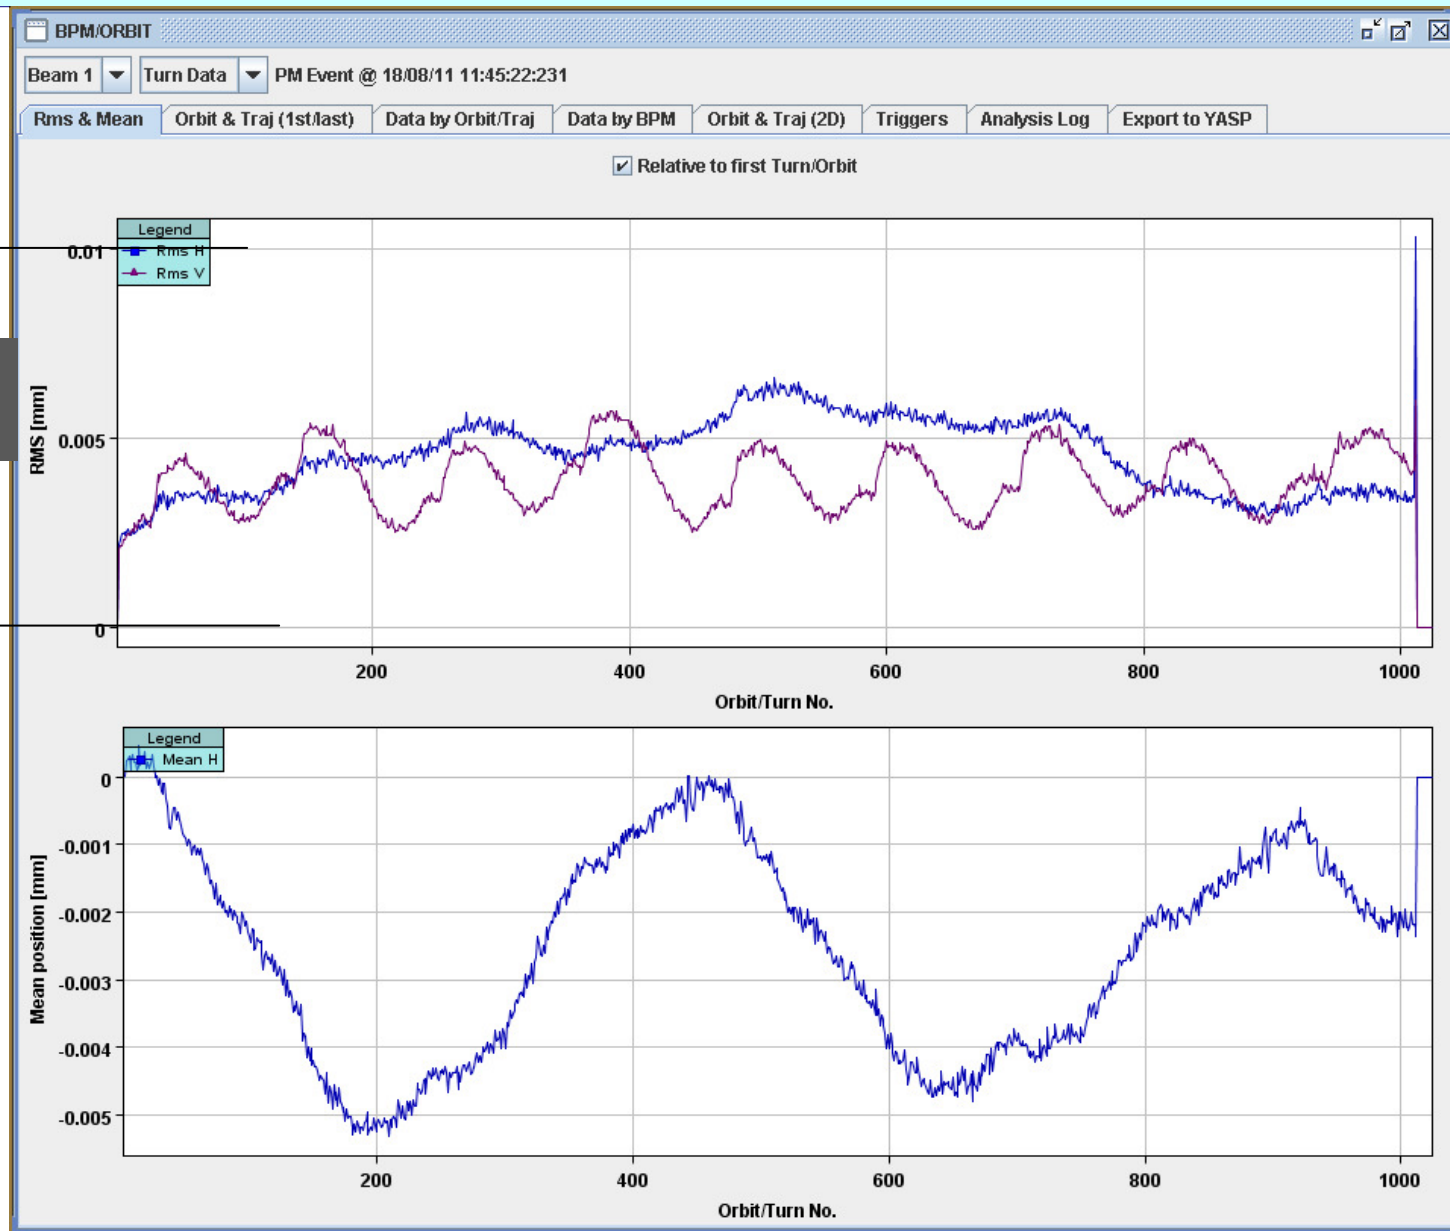 BPM/ORBIT
Beam 1 Turn Data PM Event @ 18/08/11 11:45:22:231
Rms & Mean Orbit & Traj (1st/last) Data by Orbit/Traj Data by BPM Orbit & Traj (2D) Triggers Analysis Log Export to YASP
Relative to first Turn/Orbit
Legend
Rms H
Rms V
0.01
0.005
0
RMS [mm]
200 400 600 800 1000
Orbit/Turn No.
Legend
Mean H
0
-0.001
-0.002
-0.003
-0.004
-0.005
Mean position [mm]
200 400 600 800 1000
Orbit/Turn No.